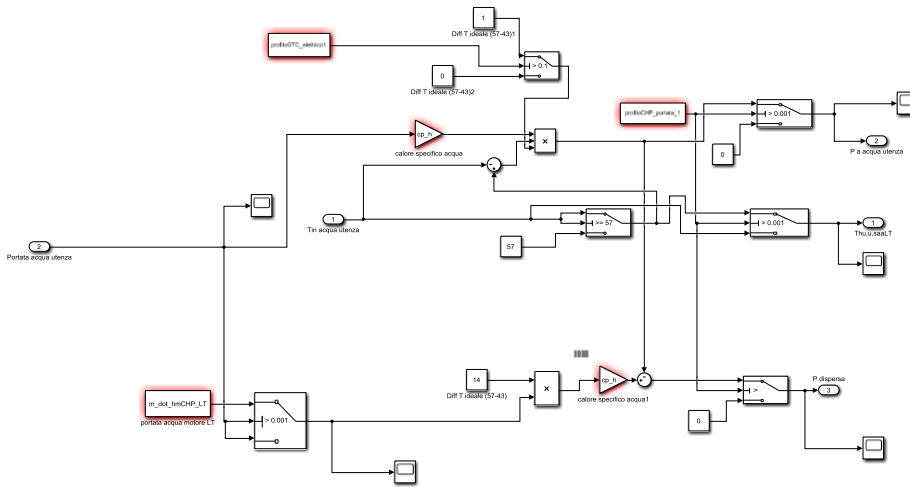 1
Diff T ideale (57-43)1
> 0.1
0
Diff T ideale (57-43)2
cp_h
calore specifico acqua
×
profiloCHP_portata_1
> 0.001
0
2
P a acqua utenza
1
Tin acqua utenza
>= 57
57
> 0.001
1
Thu,u,saaLT
2
Portata acqua utenza
14
Diff T ideale (57-43)
×
cp_h
calore specifico acqua1
>
0
P dispersa
3
m_dot_hmCHP_LT
portata acqua motore LT
> 0.001